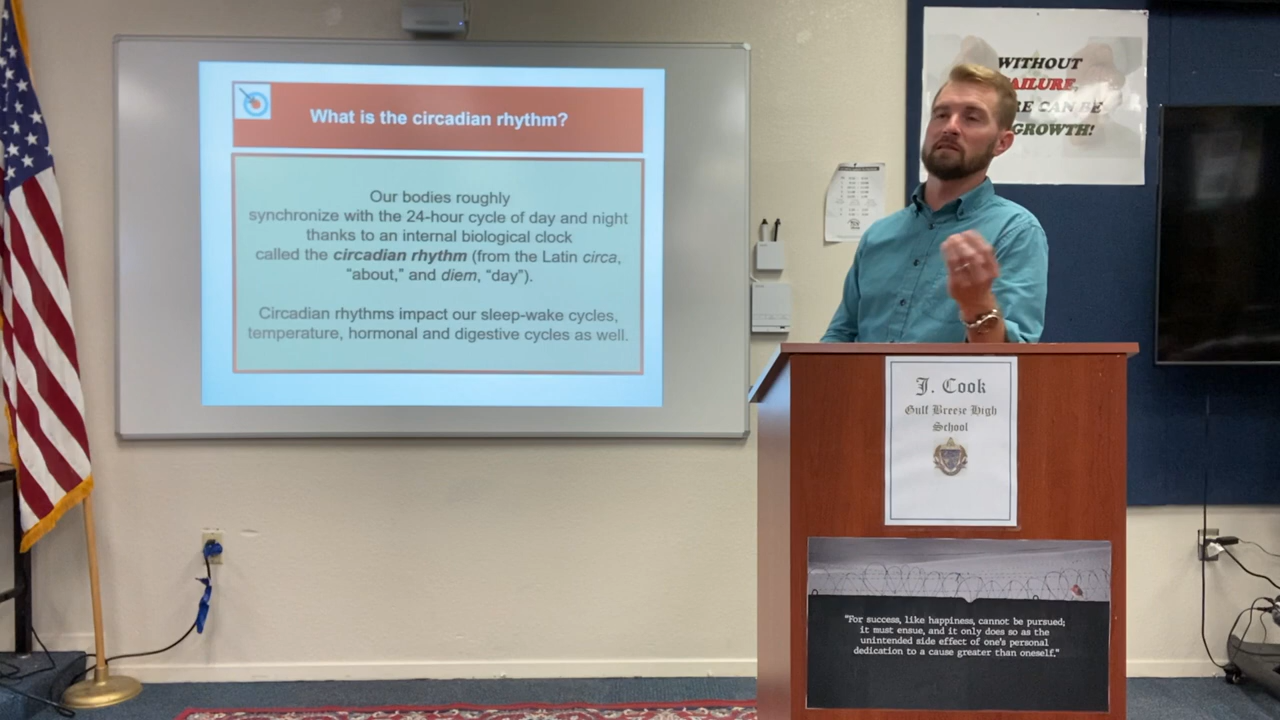 What is the circadian rhythm?
Our bodies roughly
synchronize with the 24-hour cycle of day and night
thanks to an internal biological clock
called the circadian rhythm (from the Latin circa,
“about,” and diem, “day”).
Circadian rhythms impact our sleep-wake cycles,
temperature, hormonal and digestive cycles as well.
WITHOUT
AILURE,
RE CAN BE
GROWTH!
J. Cook
Gulf Breeze High
School
"For success, like happiness, cannot be pursued;
it must ensue, and it only does so as the
unintended side effect of one's personal
dedication to a cause greater than oneself."